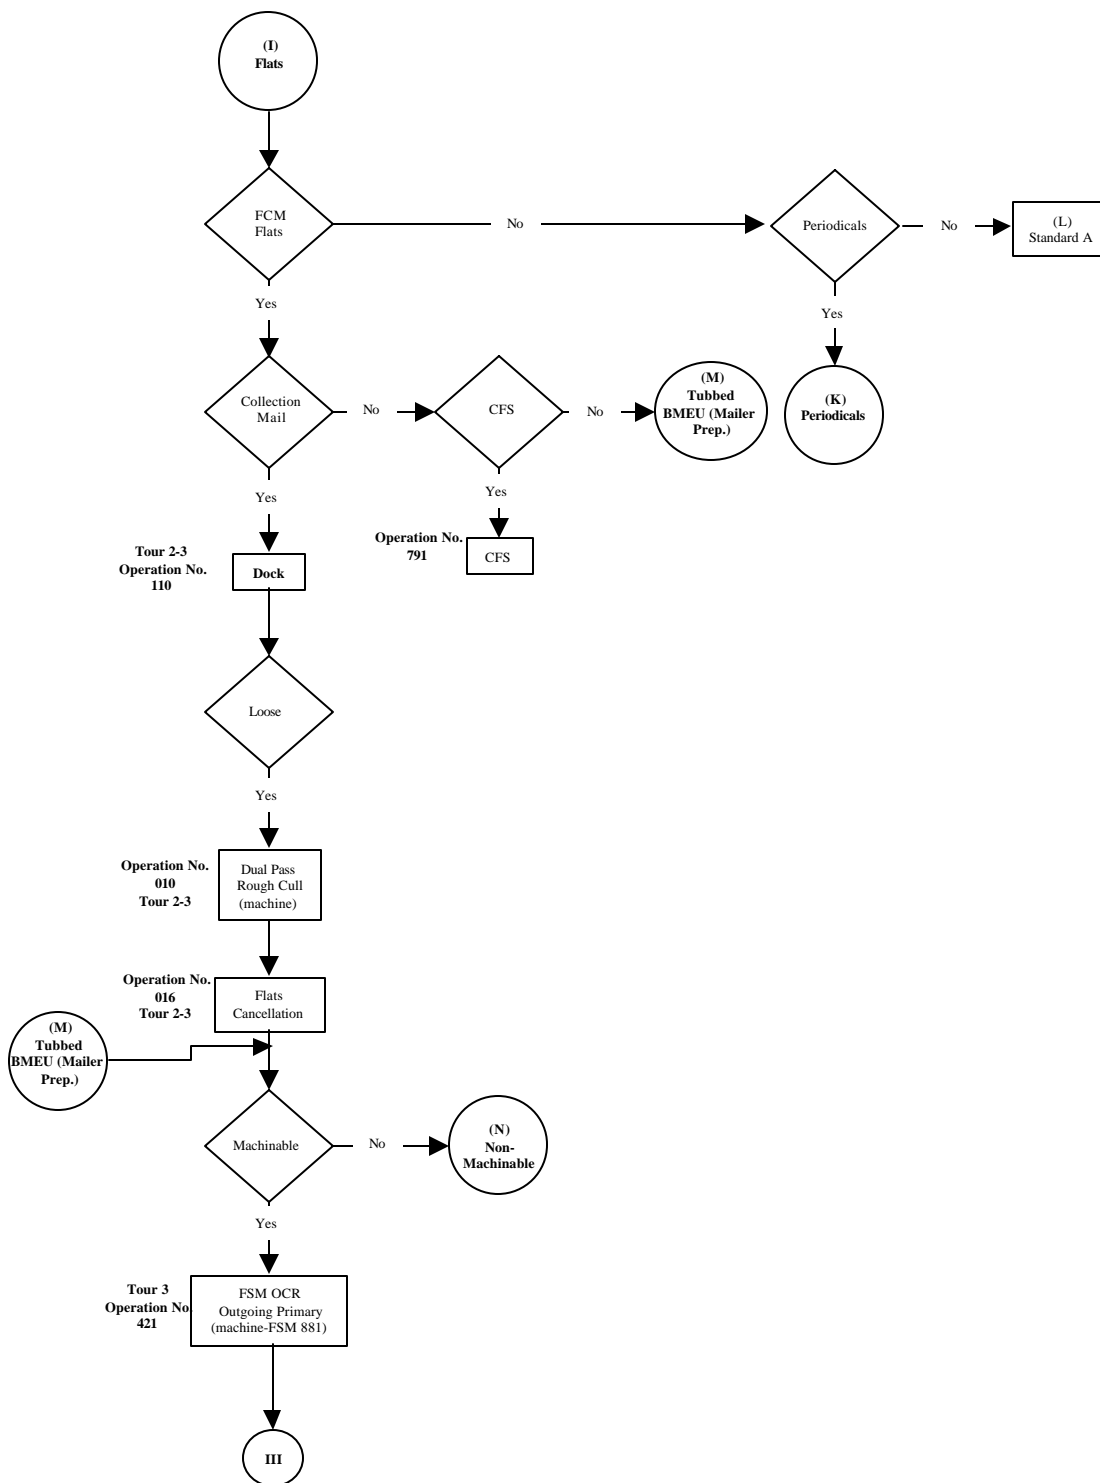 (I)
Flats
FCM
Flats
No
Periodicals
No
(L)
Standard A
Yes
Yes
Collection
Mail
No
CFS
No
(M)
Tubbed
BMEU (Mailer
Prep.)
(K)
Periodicals
Yes
Yes
Tour 2-3
Operation No.
110
Dock
Operation No.
791
CFS
Loose
Yes
Operation No.
010
Tour 2-3
Dual Pass
Rough Cull
(machine)
Operation No.
016
Tour 2-3
Flats
Cancellation
(M)
Tubbed
BMEU (Mailer
Prep.)
Machinable
No
(N)
Non-
Machinable
Yes
Tour 3
Operation No.
421
FSM OCR
Outgoing Primary
(machine-FSM 881)
III